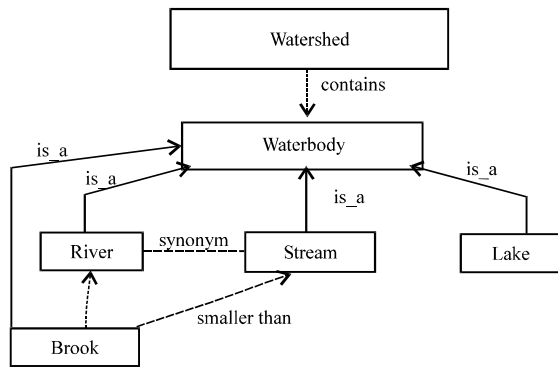 Watershed
contains
Waterbody
is_a
is_a
is_a
is_a
River
synonym
Stream
Lake
smaller than
Brook